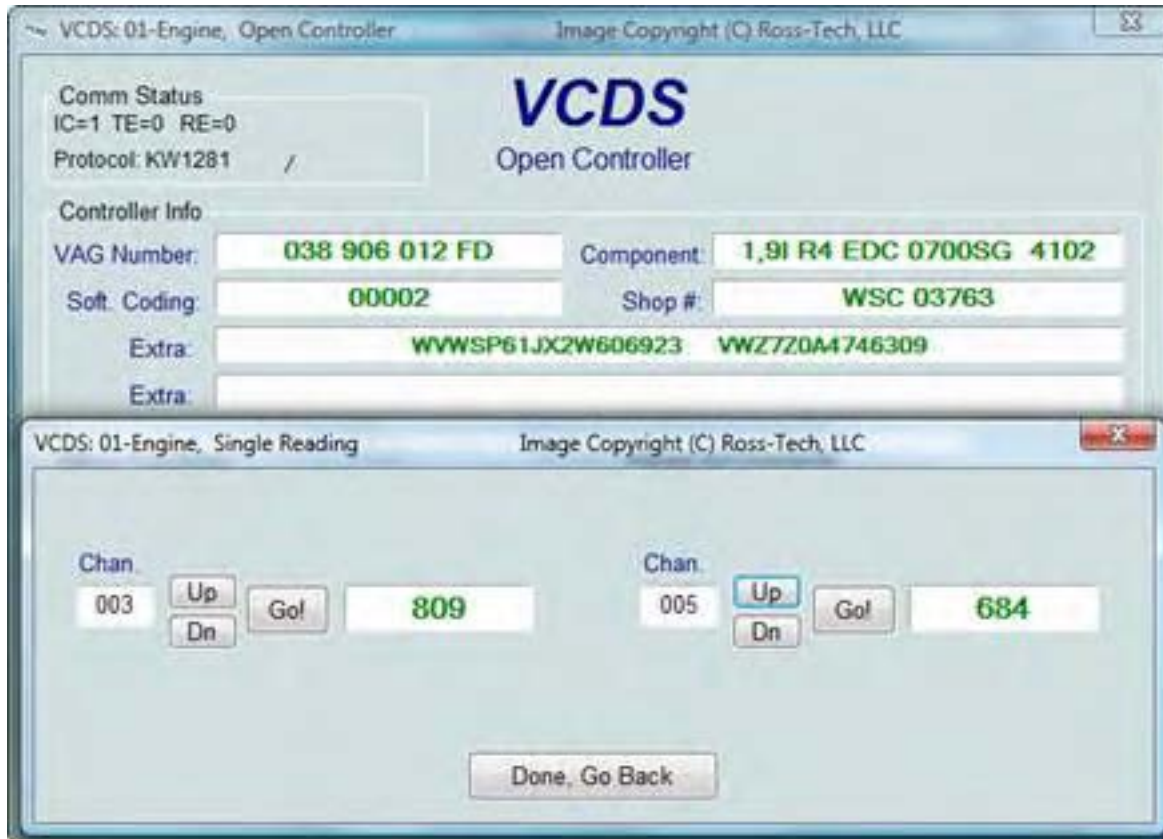 VCDS: 01-Engine, Open Controller Image Copyright (C) Ross-Tech, LLC
Comm Status
IC=1 TE=0 RE=0
Protocol: KW1281 /
VCDS
Open Controller
Controller Info
VAG Number: 038 906 012 FD Component: 1,9l R4 EDC 0700SG 4102
Soft. Coding: 00002 Shop #: WSC 03763
Extra: WVWSP61JX2W606923 VWZ7Z0A4746309
Extra:
VCDS: 01-Engine, Single Reading Image Copyright (C) Ross-Tech, LLC
Chan. Chan.
003 Up Dn Go! 809 005 Up Dn Go! 684
Done, Go Back